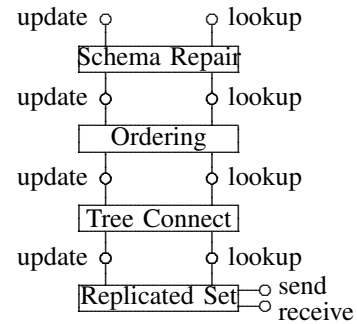 update lookup
Schema Repair
update lookup
Ordering
update lookup
Tree Connect
update lookup
Replicated Set
send
receive